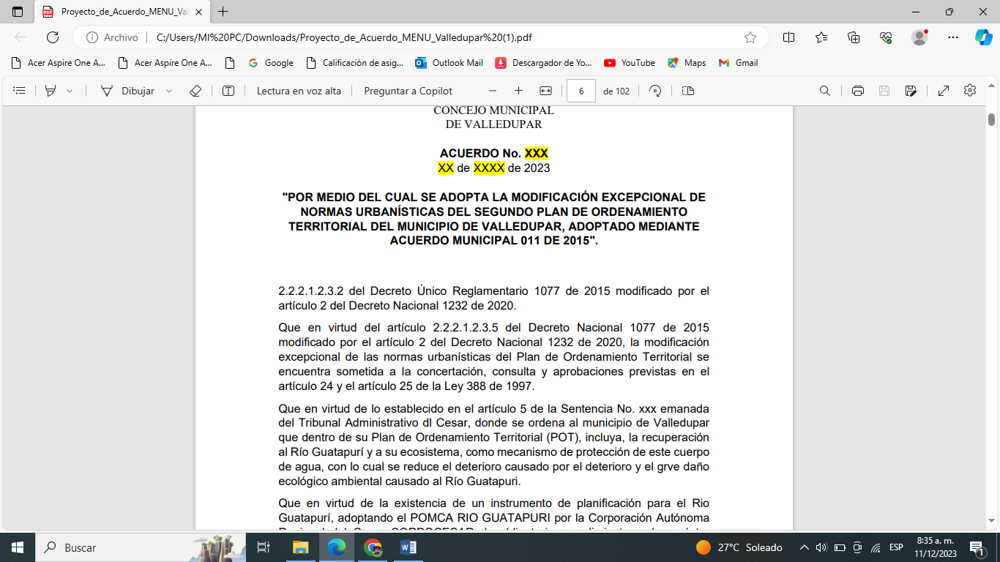 Proyecto_de_Acuerdo_MENU_Val
Archivo
C:/Users/MI%20PC/Downloads/Proyecto_de_Acuerdo_MENU_Valledupar%20(1).pdf
Acer Aspire One A...
Acer Aspire One A...
Google
Calificación de asig...
Outlook Mail
Descargador de Yo...
YouTube
Maps
Gmail
Dibujar
Lectura en voz alta
Preguntar a Copilot
6
de 102
CONCEJO MUNICIPAL
DE VALLEDUPAR
ACUERDO No. XXX
XX de XXXX de 2023
"POR MEDIO DEL CUAL SE ADOPTA LA MODIFICACIÓN EXCEPCIONAL DE
NORMAS URBANÍSTICAS DEL SEGUNDO PLAN DE ORDENAMIENTO
TERRITORIAL DEL MUNICIPIO DE VALLEDUPAR, ADOPTADO MEDIANTE
ACUERDO MUNICIPAL 011 DE 2015".
2.2.2.1.2.3.2 del Decreto Único Reglamentario 1077 de 2015 modificado por el
artículo 2 del Decreto Nacional 1232 de 2020.
Que en virtud del artículo 2.2.2.1.2.3.5 del Decreto Nacional 1077 de 2015
modificado por el artículo 2 del Decreto Nacional 1232 de 2020, la modificación
excepcional de las normas urbanísticas del Plan de Ordenamiento Territorial se
encuentra sometida a la concertación, consulta y aprobaciones previstas en el
artículo 24 y el artículo 25 de la Ley 388 de 1997.
Que en virtud de lo establecido en el artículo 5 de la Sentencia No. xxx emanada
del Tribunal Administrativo dl Cesar, donde se ordena al municipio de Valledupar
que dentro de su Plan de Ordenamiento Territorial (POT), incluya, la recuperación
al Río Guatapurí y a su ecosistema, como mecanismo de protección de este cuerpo
de agua, con lo cual se reduce el deterioro causado por el deterioro y el grve daño
ecológico ambiental causado al Río Guatapuri.
Que en virtud de la existencia de un instrumento de planificación para el Rio
Guatapurí, adoptando el POMCA RIO GUATAPURI por la Corporación Autónoma
Buscar
27°C Soleado
ESP
8:35 a. m.
11/12/2023
1